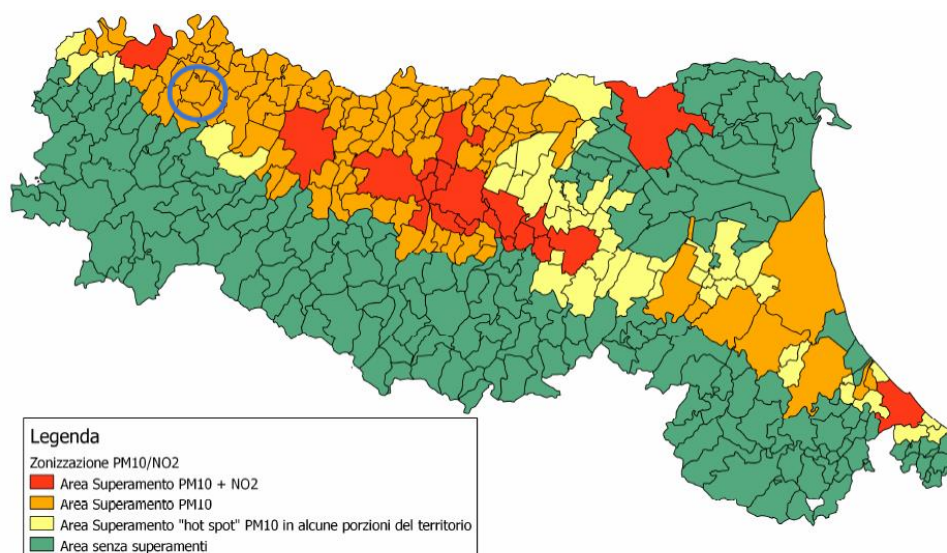 Legenda
Zonizzazione PM10/NO2
Area Superamento PM10 + NO2
Area Superamento PM10
Area Superamento "hot spot" PM10 in alcune porzioni del territorio
Area senza superamenti